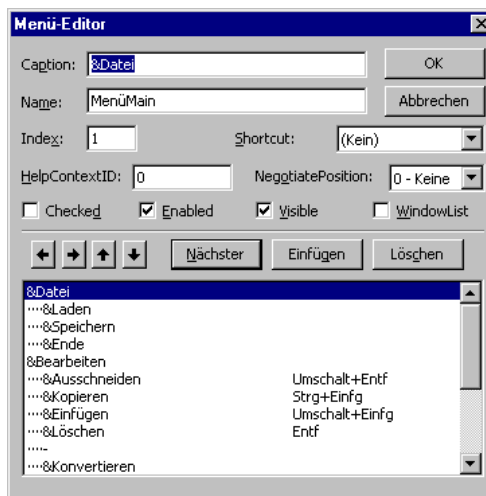 Menü-Editor
Caption: &Datei OK
Name: MenüMain Abbrechen
Index: 1 Shortcut: (Kein)
HelpContextID: 0 NegotiatePosition: 0 - Keine
Checked Enabled Visible WindowList
Nächster Einfügen Löschen
&Datei
····&Laden
····&Speichern
····&Ende
&Bearbeiten
····&Ausschneiden Umschalt+Entf
····&Kopieren Strg+Einfg
····&Einfügen Umschalt+Einfg
····&Löschen Entf
····-
····&Konvertieren